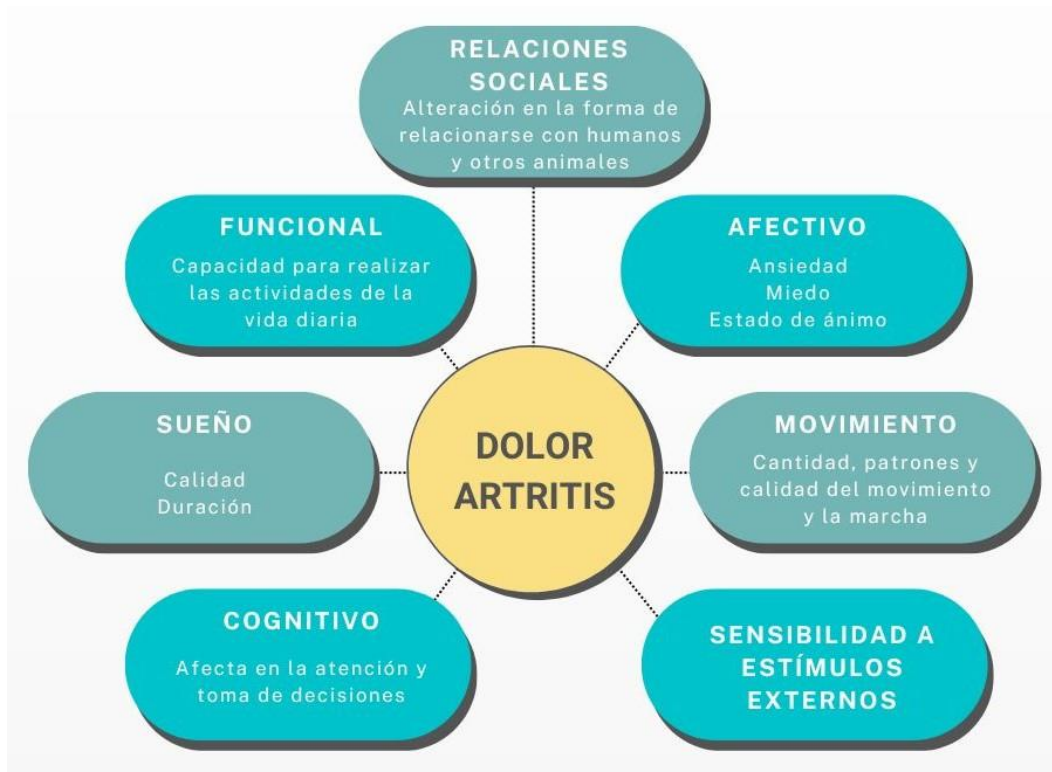 RELACIONES
SOCIALES
Alteración en la forma de
relacionarse con humanos
y otros animales
FUNCIONAL
Capacidad para realizar
las actividades de la
vida diaria
AFECTIVO
Ansiedad
Miedo
Estado de ánimo
SUEÑO
Calidad
Duración
DOLOR
ARTRITIS
MOVIMIENTO
Cantidad, patrones y
calidad del movimiento
y la marcha
COGNITIVO
Afecta en la atención y
toma de decisiones
SENSIBILIDAD A
ESTÍMULOS
EXTERNOS